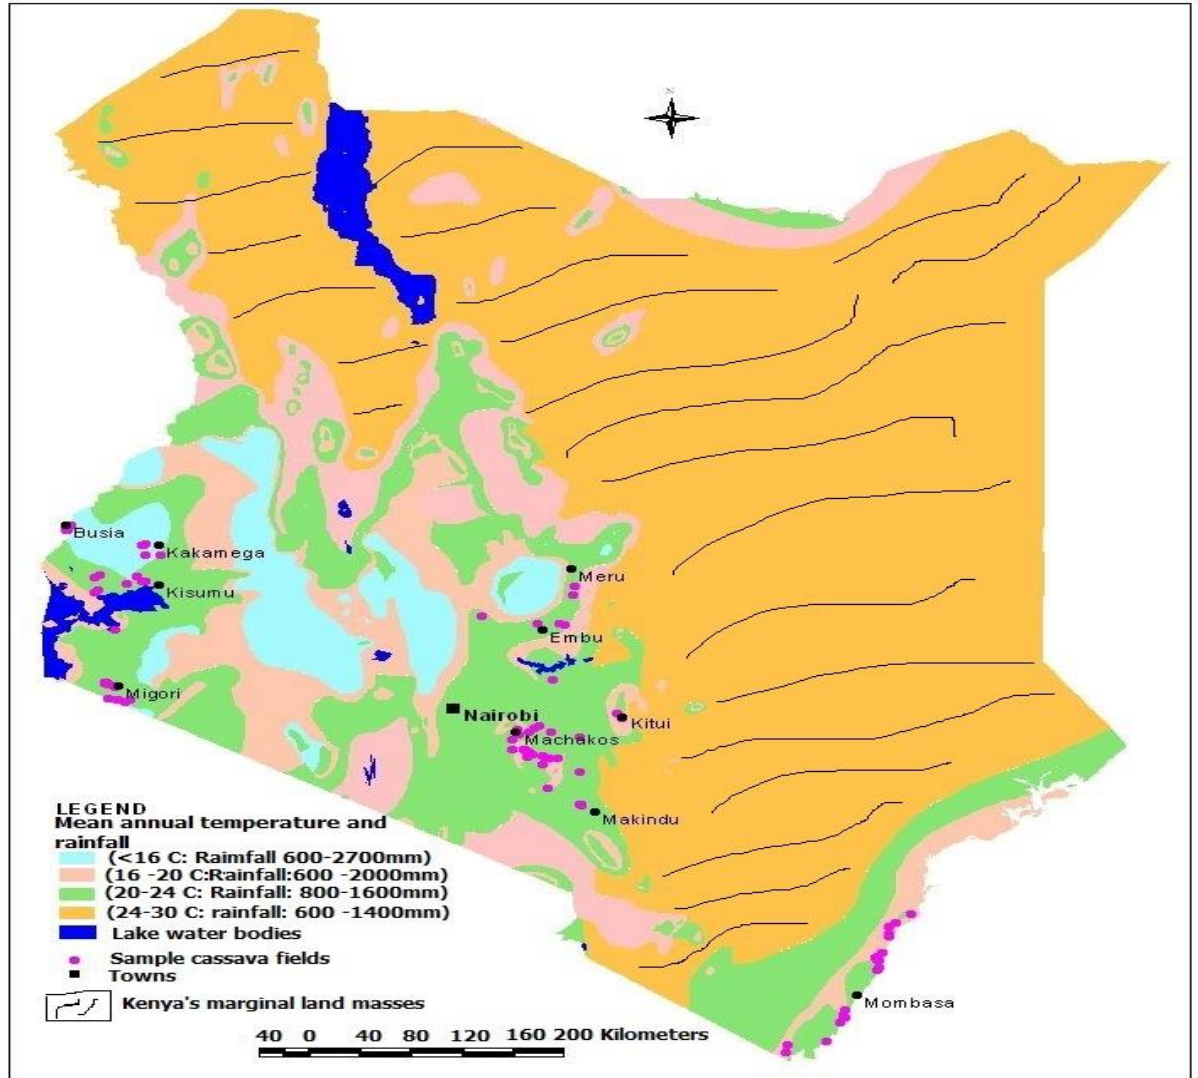 N
Busia
Kakamega
Kisumu
Meru
Embu
Migori
Nairobi
Kitui
Machakos
Makindu
Mombasa
LEGEND
Mean annual temperature and
rainfall
(<16 C: Raimfall 600-2700mm)
(16 -20 C:Rainfall:600 -2000mm)
(20-24 C: Rainfall: 800-1600mm)
(24-30 C: rainfall: 600 -1400mm)
Lake water bodies
Sample cassava fields
Towns
Kenya's marginal land masses
40 0 40 80 120 160 200 Kilometers